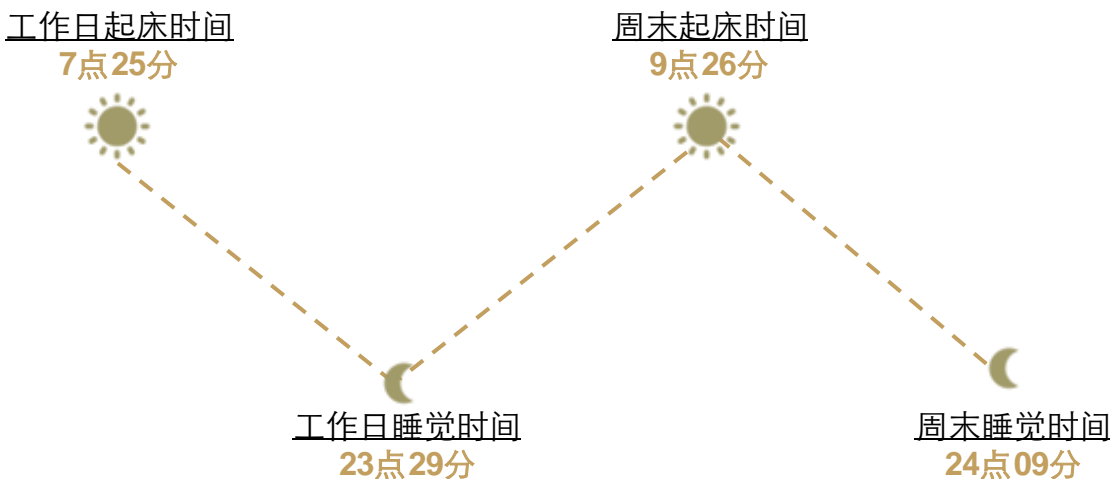 工作日起床时间
7点25分
周末起床时间
9点26分
工作日睡觉时间
23点29分
周末睡觉时间
24点09分